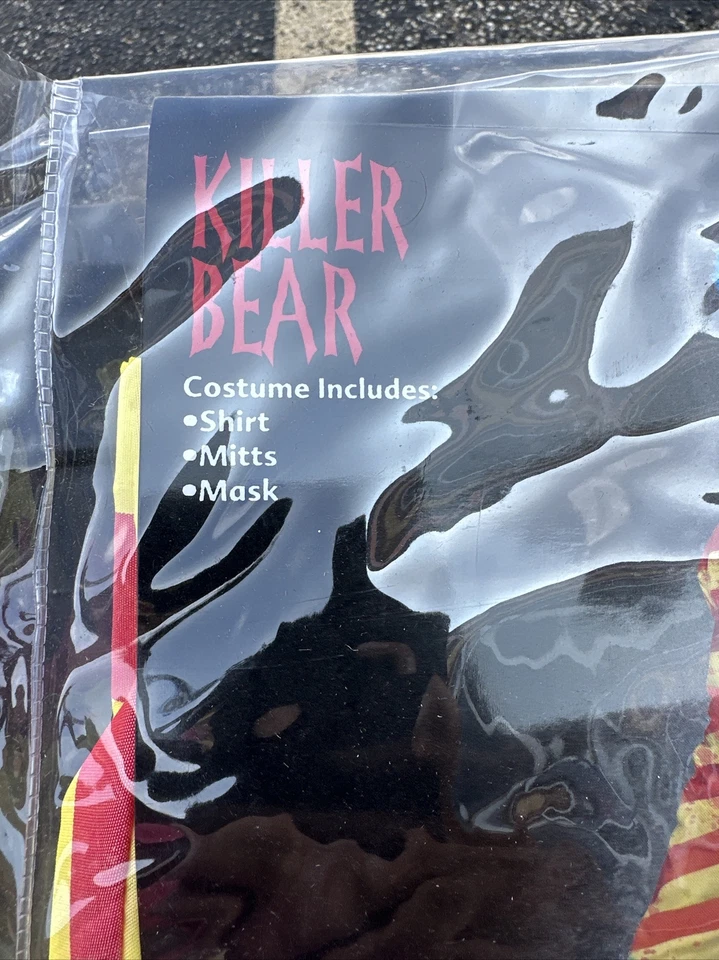 KILLER
BEAR
Costume Includes:
•Shirt
•Mitts
•Mask